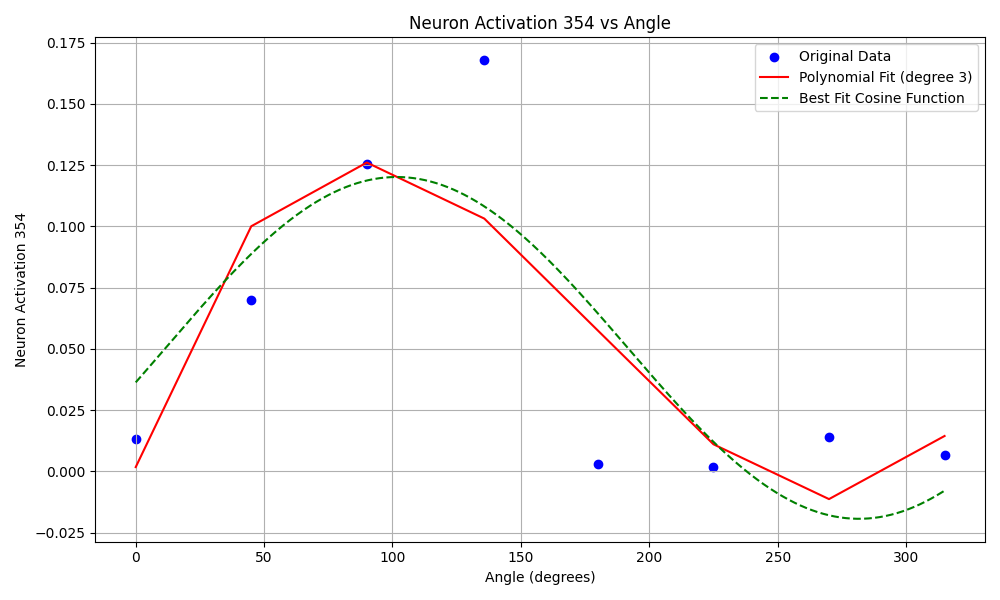 Neuron Activation 354 vs Angle
Original Data
Polynomial Fit (degree 3)
Best Fit Cosine Function
Neuron Activation 354
0.175
0.150
0.125
0.100
0.075
0.050
0.025
0.000
−0.025
0 50 100 150 200 250 300
Angle (degrees)